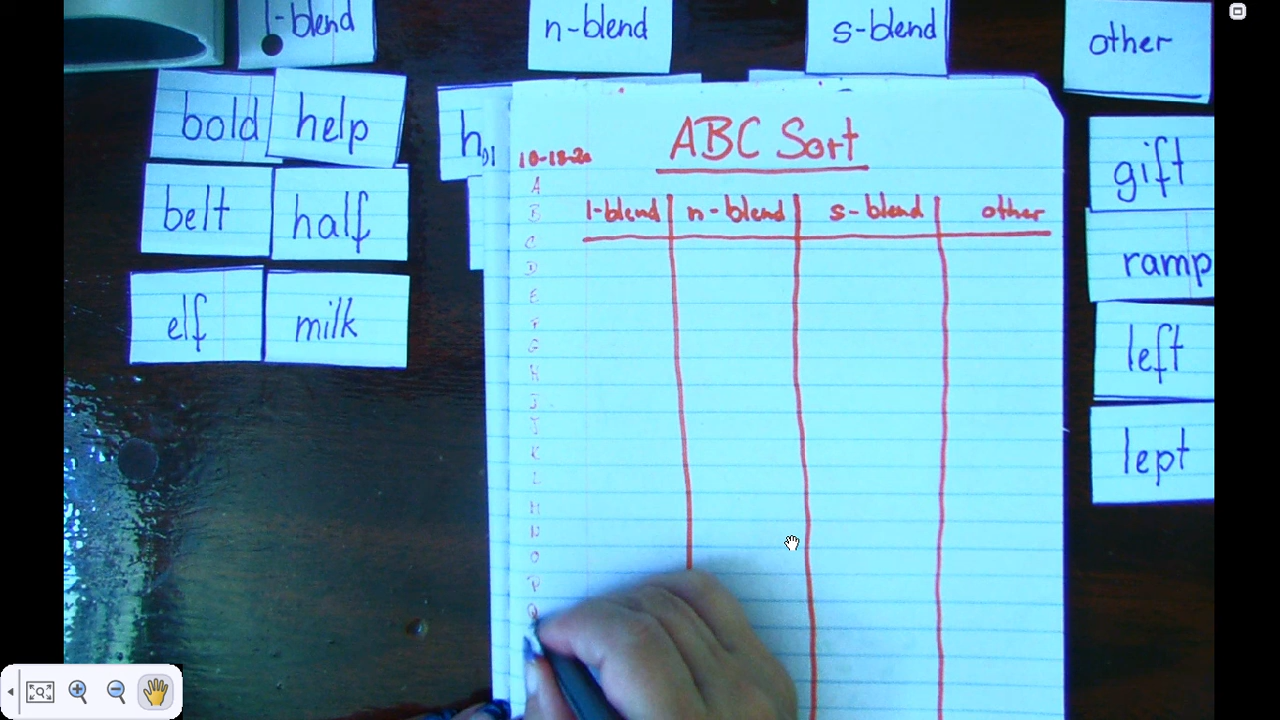 l-blend
n-blend
s-blend
other
bold
help
belt
half
elf
milk
ABC Sort
10-18-20
l-blend n-blend s-blend other
A
B
C
D
E
F
G
H
I
J
K
L
M
N
O
P
Q
gift
ramp
left
lept